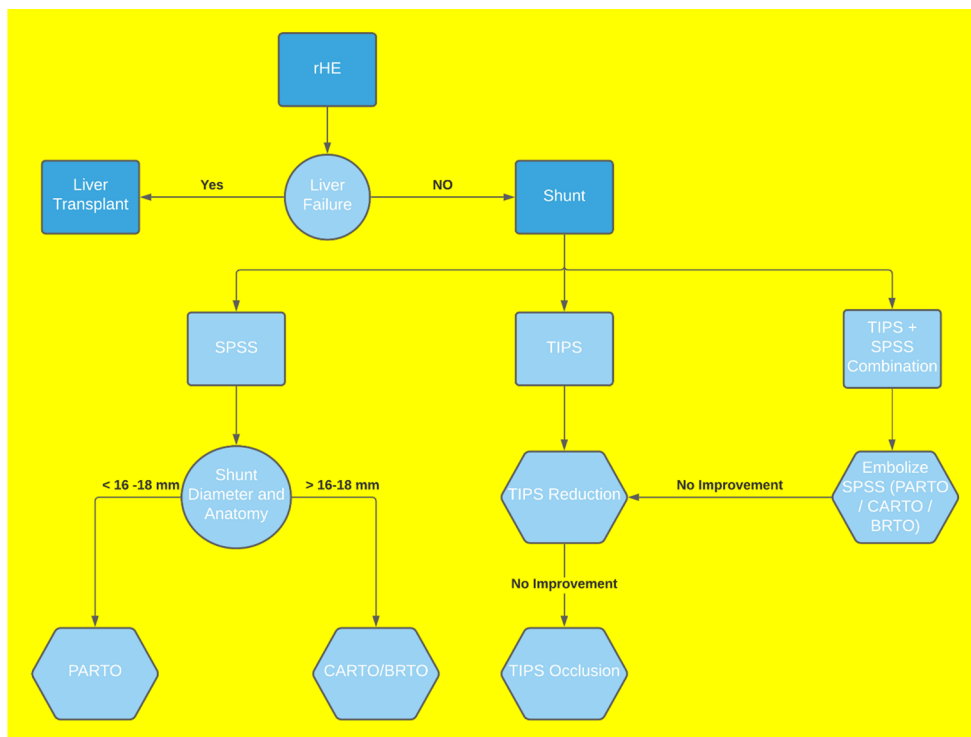 rHE
Liver
Transplant
Yes
Liver
Failure
NO
Shunt
SPSS
TIPS
TIPS +
SPSS
Combination
< 16 -18 mm
Shunt
Diameter and
Anatomy
> 16-18 mm
TIPS Reduction
No Improvement
Embolize
SPSS (PARTO
/ CARTO /
BRTO)
No Improvement
PARTO
CARTO/BRTO
TIPS Occlusion